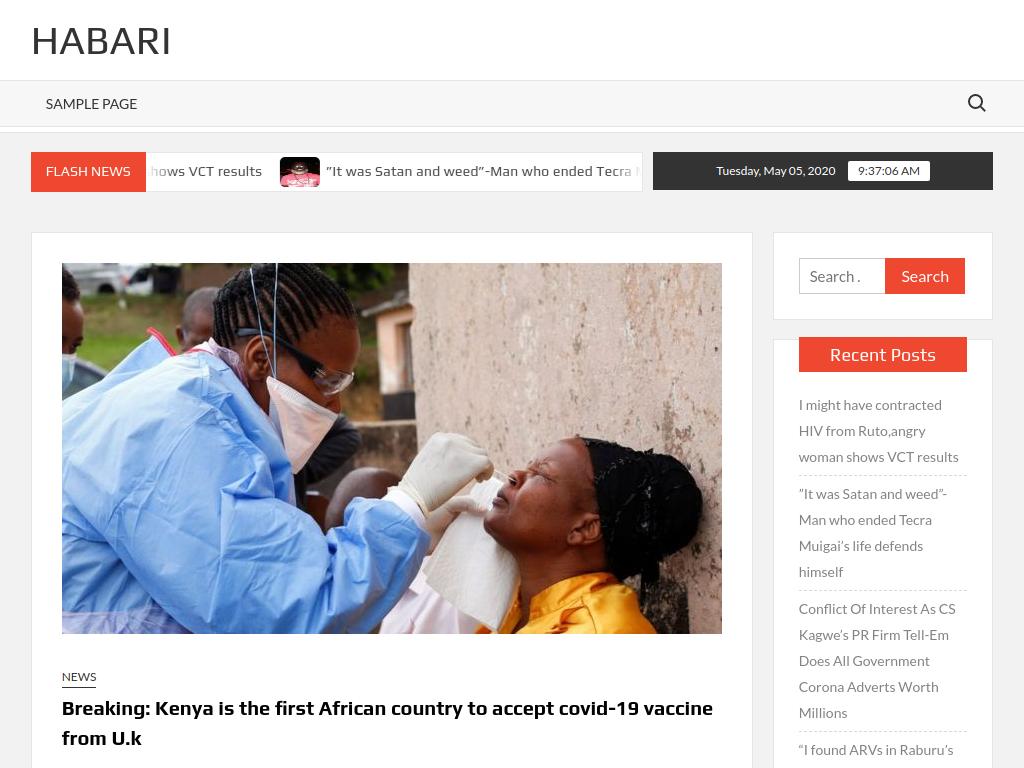 HABARI
SAMPLE PAGE
FLASH NEWS
hows VCT results
”It was Satan and weed”-Man who ended Tecra
Tuesday, May 05, 2020
9:37:06 AM
Search .
Search
Recent Posts
I might have contracted
HIV from Ruto,angry
woman shows VCT results
”It was Satan and weed”-
Man who ended Tecra
Muigai’s life defends
himself
Conflict Of Interest As CS
Kagwe’s PR Firm Tell-Em
Does All Government
Corona Adverts Worth
Millions
“I found ARVs in Raburu’s
NEWS
Breaking: Kenya is the first African country to accept covid-19 vaccine
from U.k